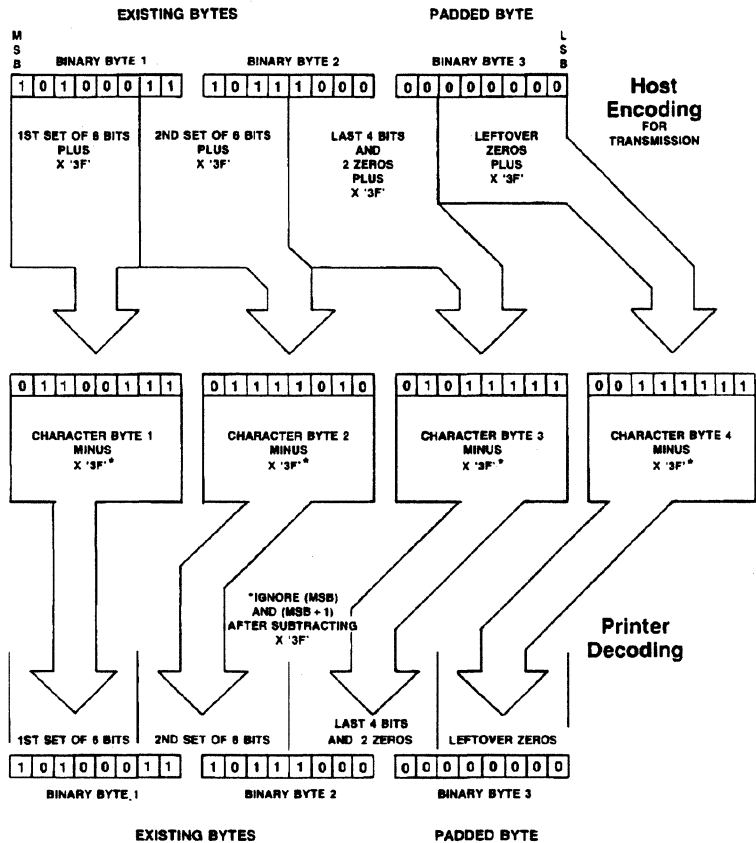 EXISTING BYTES
PADDED BYTE
MSB
BINARY BYTE 1
BINARY BYTE 2
BINARY BYTE 3
LSB
1 0 1 0 0 0 1 1
1 0 1 1 1 0 0 0
0 0 0 0 0 0 0 0
Host
Encoding
FOR
TRANSMISSION
1ST SET OF 6 BITS
PLUS
X '3F'
2ND SET OF 6 BITS
PLUS
X '3F'
LAST 4 BITS
AND
2 ZEROS
PLUS
X '3F'
LEFTOVER
ZEROS
PLUS
X '3F'
0 1 1 0 0 1 1 1
0 1 1 1 1 0 1 0
0 1 0 1 1 1 1 1
0 0 1 1 1 1 1 1
CHARACTER BYTE 1
MINUS
X '3F'*
CHARACTER BYTE 2
MINUS
X '3F'*
CHARACTER BYTE 3
MINUS
X '3F'*
CHARACTER BYTE 4
MINUS
X '3F'*
*IGNORE (MSB)
AND (MSB + 1)
AFTER SUBTRACTING
X '3F'
Printer
Decoding
1ST SET OF 6 BITS
2ND SET OF 6 BITS
LAST 4 BITS
AND 2 ZEROS
LEFTOVER ZEROS
1 0 1 0 0 0 1 1
1 0 1 1 1 0 0 0
0 0 0 0 0 0 0 0
BINARY BYTE 1
BINARY BYTE 2
BINARY BYTE 3
EXISTING BYTES
PADDED BYTE